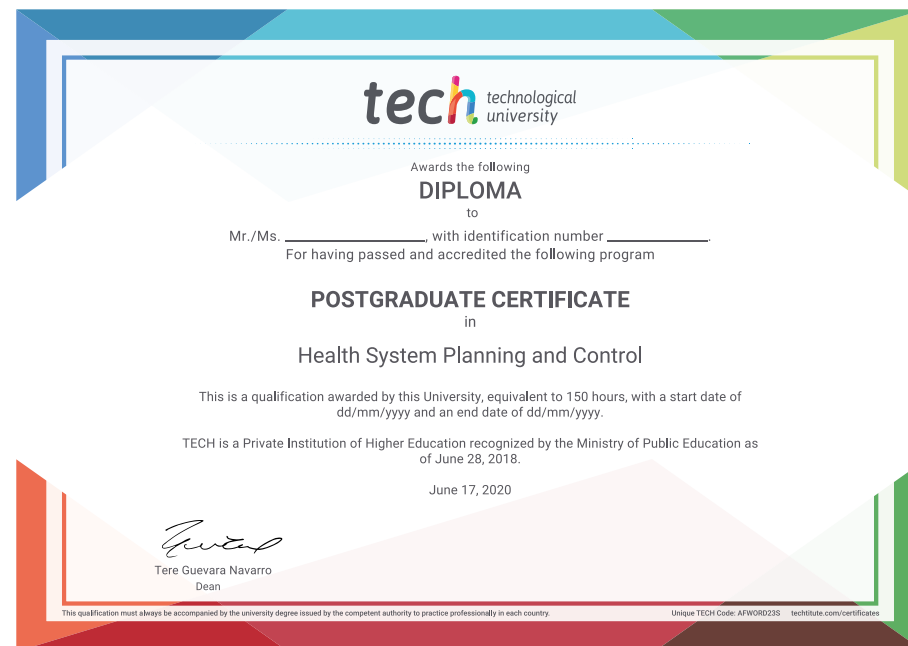 tech technological university
Awards the following
DIPLOMA
to
Mr./Ms. ____________, with identification number _________.
For having passed and accredited the following program
POSTGRADUATE CERTIFICATE
in
Health System Planning and Control
This is a qualification awarded by this University, equivalent to 150 hours, with a start date of
dd/mm/yyyy and an end date of dd/mm/yyyy.
TECH is a Private Institution of Higher Education recognized by the Ministry of Public Education as
of June 28, 2018.
June 17, 2020
Tere Guevara Navarro
Dean
This qualification must always be accompanied by the university degree issued by the competent authority to practice professionally in each country. Unique TECH Code: AFWORD23S techtitute.com/certificates